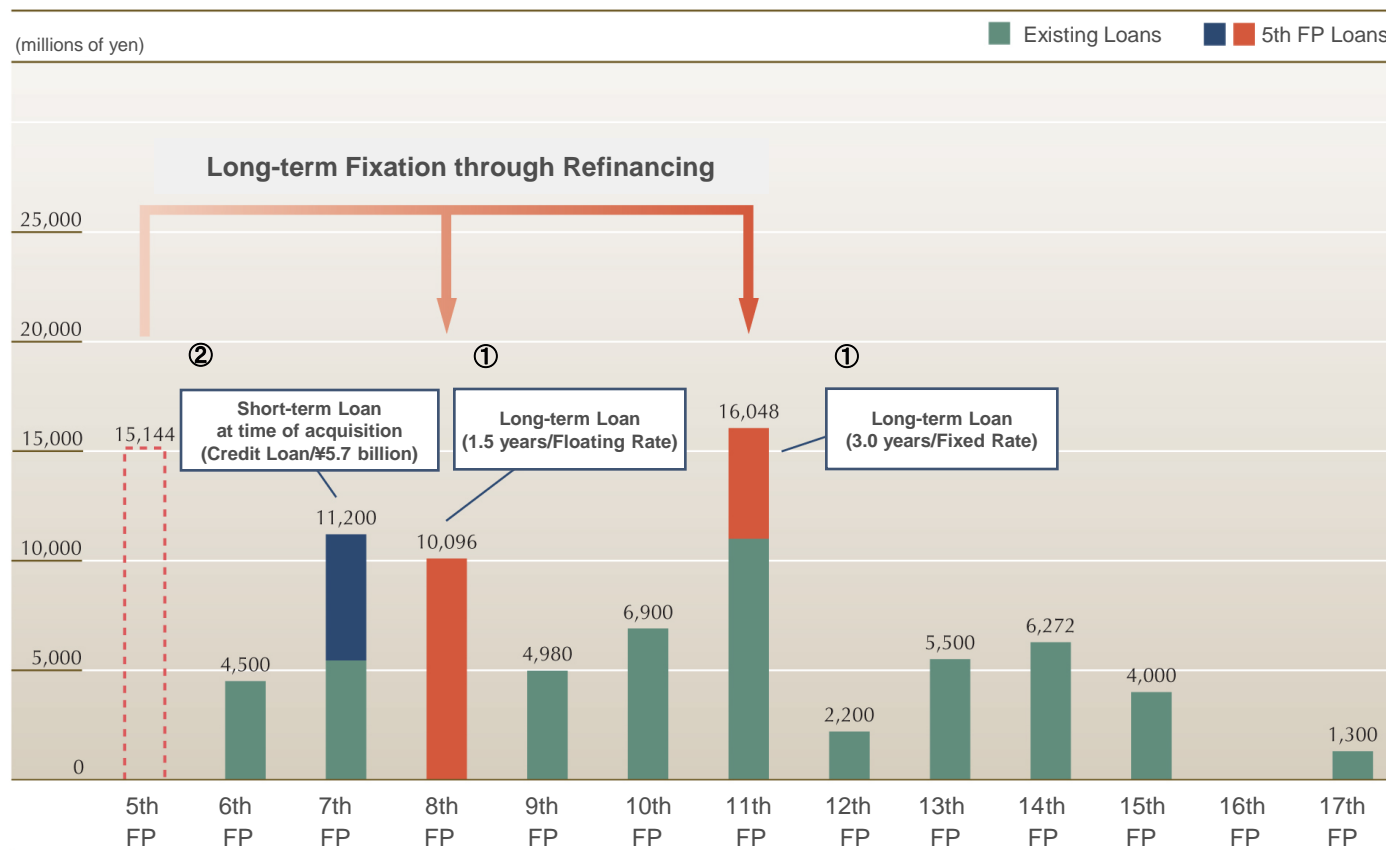 (millions of yen)
Existing Loans
5th FP Loans
Long-term Fixation through Refinancing
25,000
20,000
15,000
10,000
5,000
0
②
①
①
Short-term Loan
at time of acquisition
(Credit Loan/¥5.7 billion)
Long-term Loan
(1.5 years/Floating Rate)
Long-term Loan
(3.0 years/Fixed Rate)
15,144
4,500
11,200
10,096
4,980
6,900
16,048
2,200
5,500
6,272
4,000
1,300
5th
FP
6th
FP
7th
FP
8th
FP
9th
FP
10th
FP
11th
FP
12th
FP
13th
FP
14th
FP
15th
FP
16th
FP
17th
FP